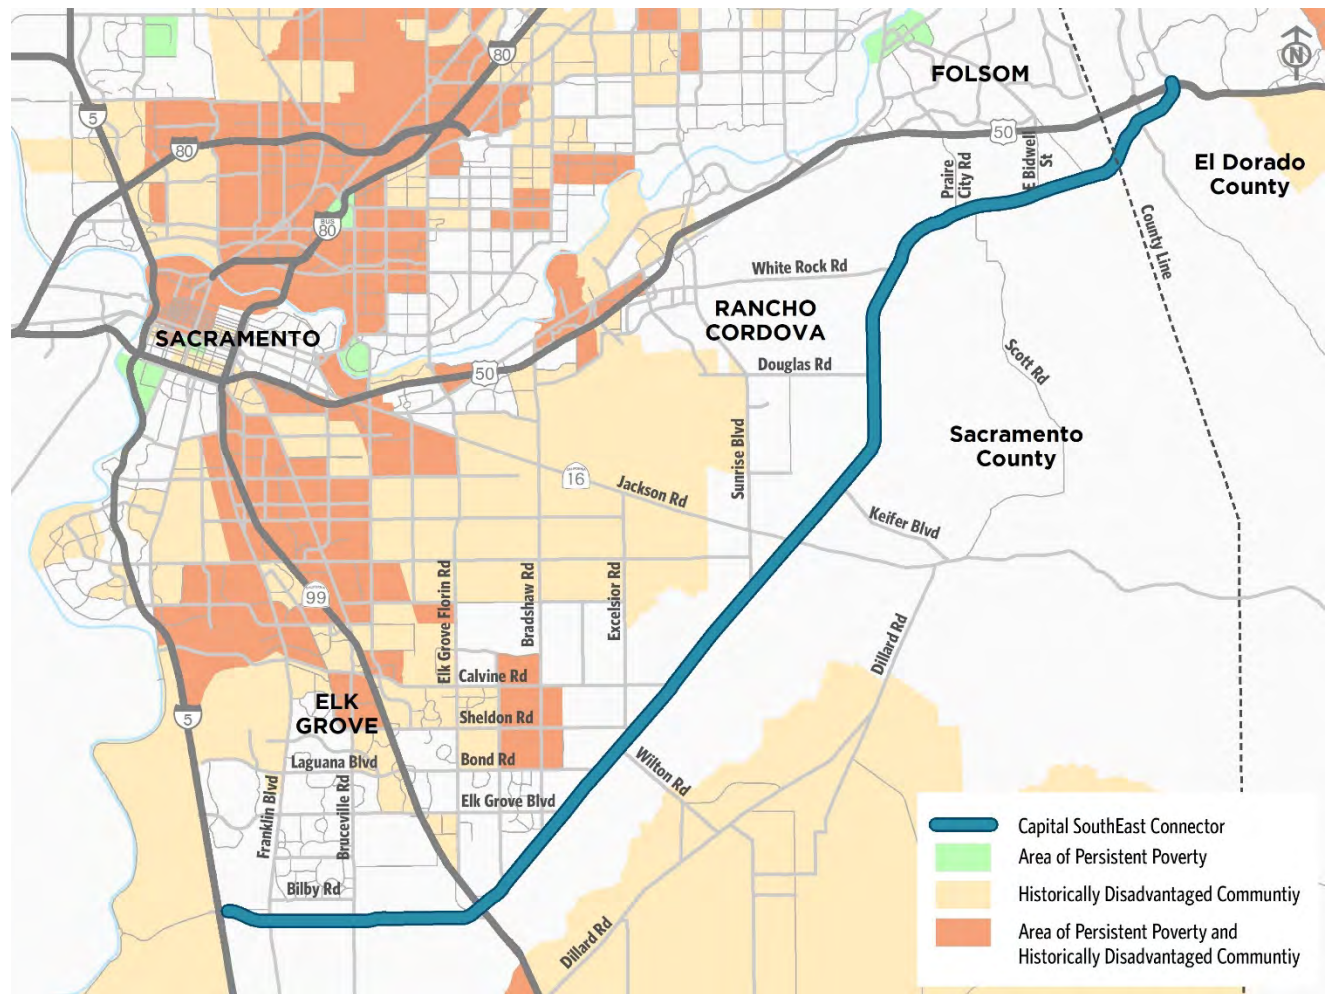 N
FOLSOM
80
5
50
80
Praire
City Rd
E Bidwell
St
El Dorado
County
BUS
80
County Line
White Rock Rd
RANCHO
CORDOVA
SACRAMENTO
Scott Rd
Douglas Rd
50
Sunrise Blvd
Sacramento
County
16
Jackson Rd
Keifer Blvd
99
Elk Grove Florin Rd
Bradshaw Rd
Excelsior Rd
Dillard Rd
Calvine Rd
ELK
GROVE
5
Sheldon Rd
Laguana Blvd
Bond Rd
Wilton Rd
Franklin Blvd
Bruceville Rd
Elk Grove Blvd
Bilby Rd
Dillard Rd
Capital SouthEast Connector
Area of Persistent Poverty
Historically Disadvantaged Communtiy
Area of Persistent Poverty and
Historically Disadvantaged Communtiy